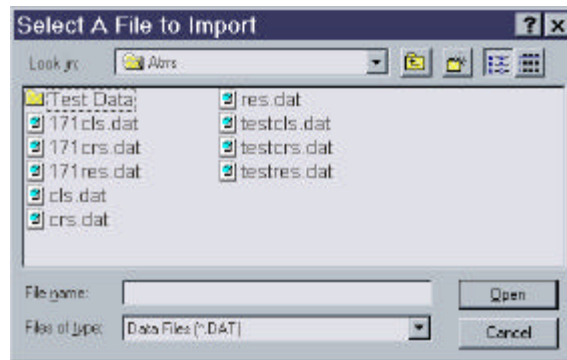 Select A File to Import
Look in:
Abrs
Test Data
171cls.dat
171crs.dat
171res.dat
cls.dat
crs.dat
res.dat
testcls.dat
testcrs.dat
testres.dat
File name:
Open
Files of type:
Data Files (*.DAT)
Cancel